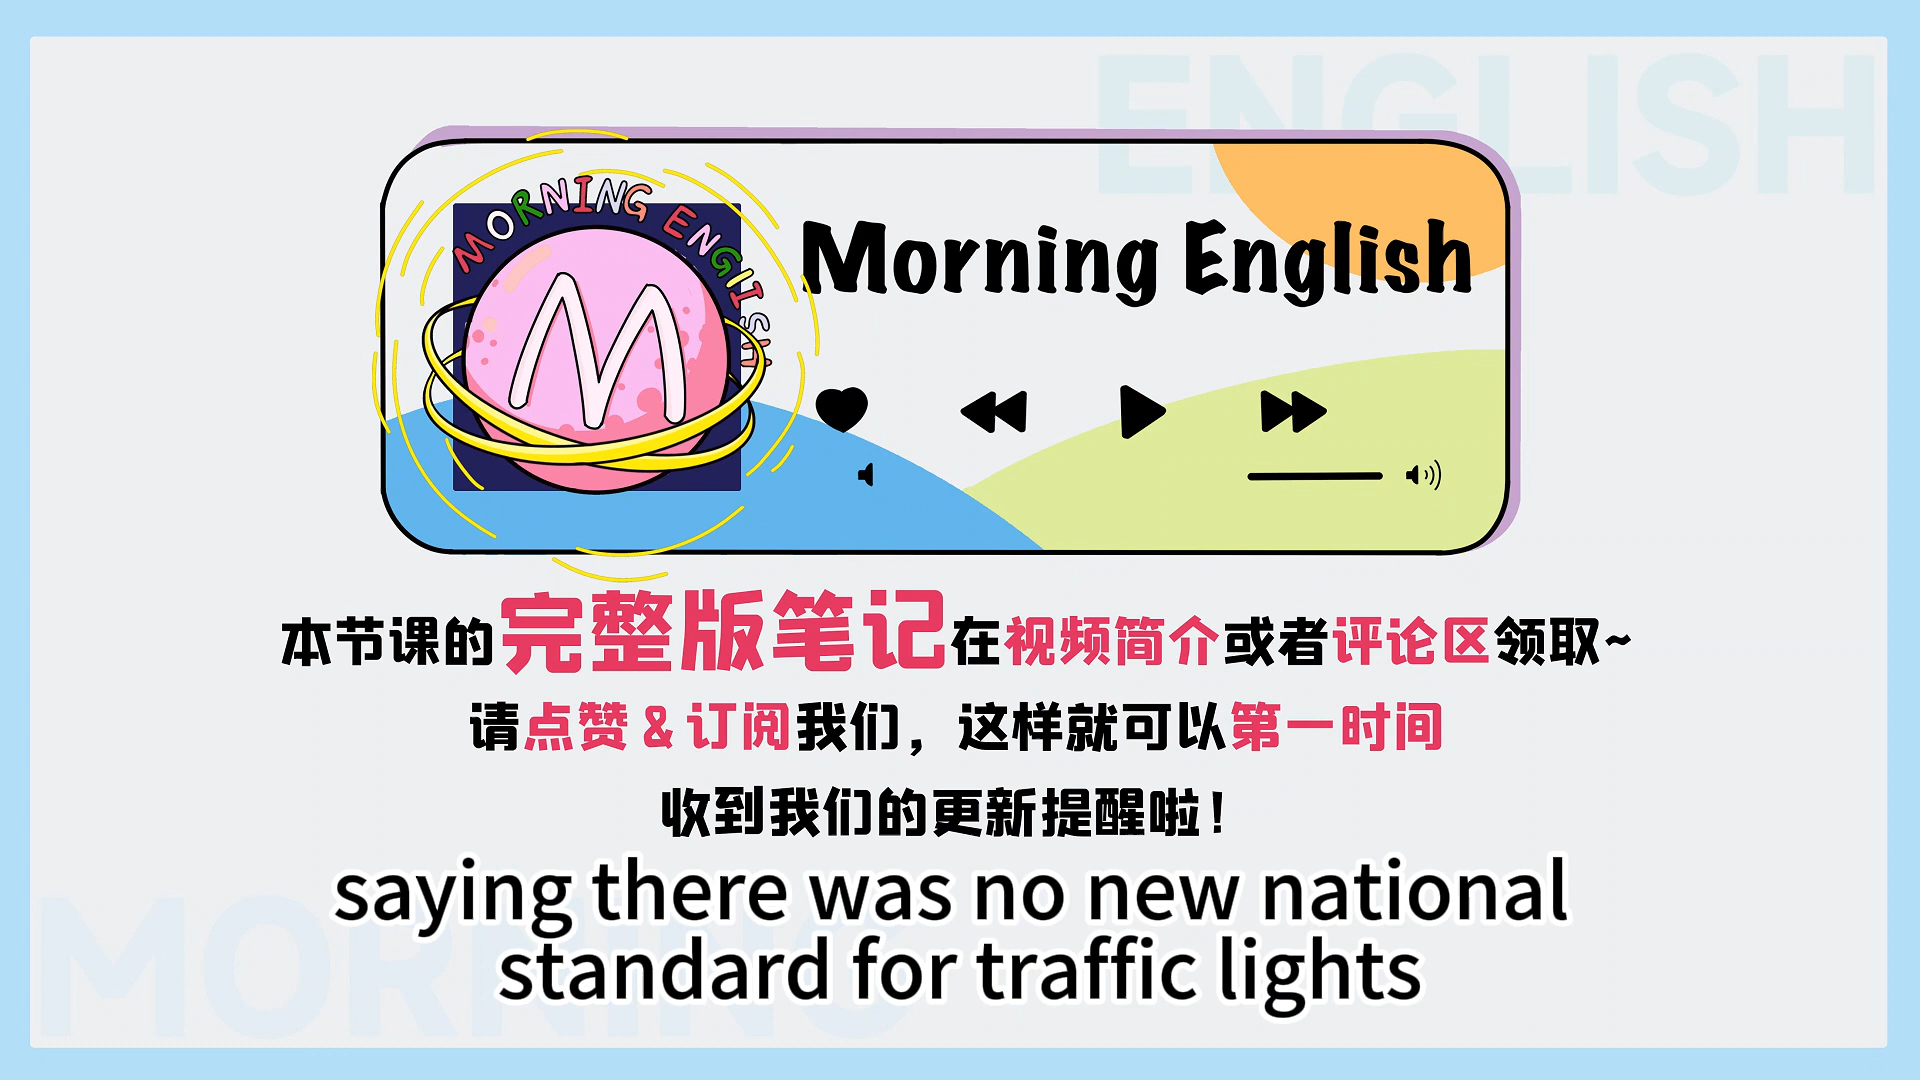 ENGLISH
MORNING ENGLISH
M
Morning English
本节课的完整版笔记在视频简介或者评论区领取~
请点赞&订阅我们，这样就可以第一时间
收到我们的更新提醒啦！
saying there was no new national
standard for traffic lights
MORNING